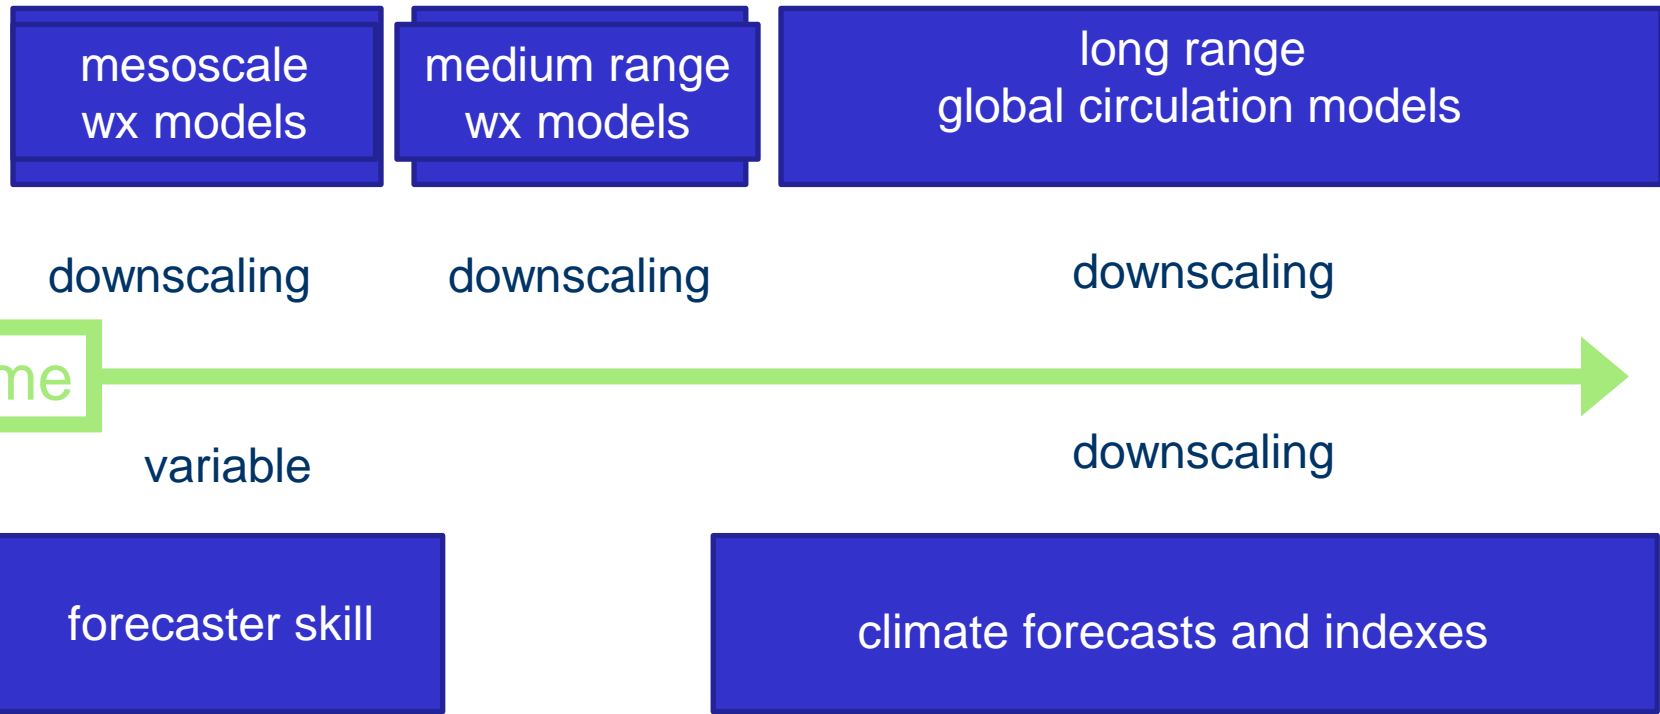 mesoscale
wx models
medium range
wx models
long range
global circulation models
downscaling
downscaling
downscaling
me
variable
downscaling
forecaster skill
climate forecasts and indexes